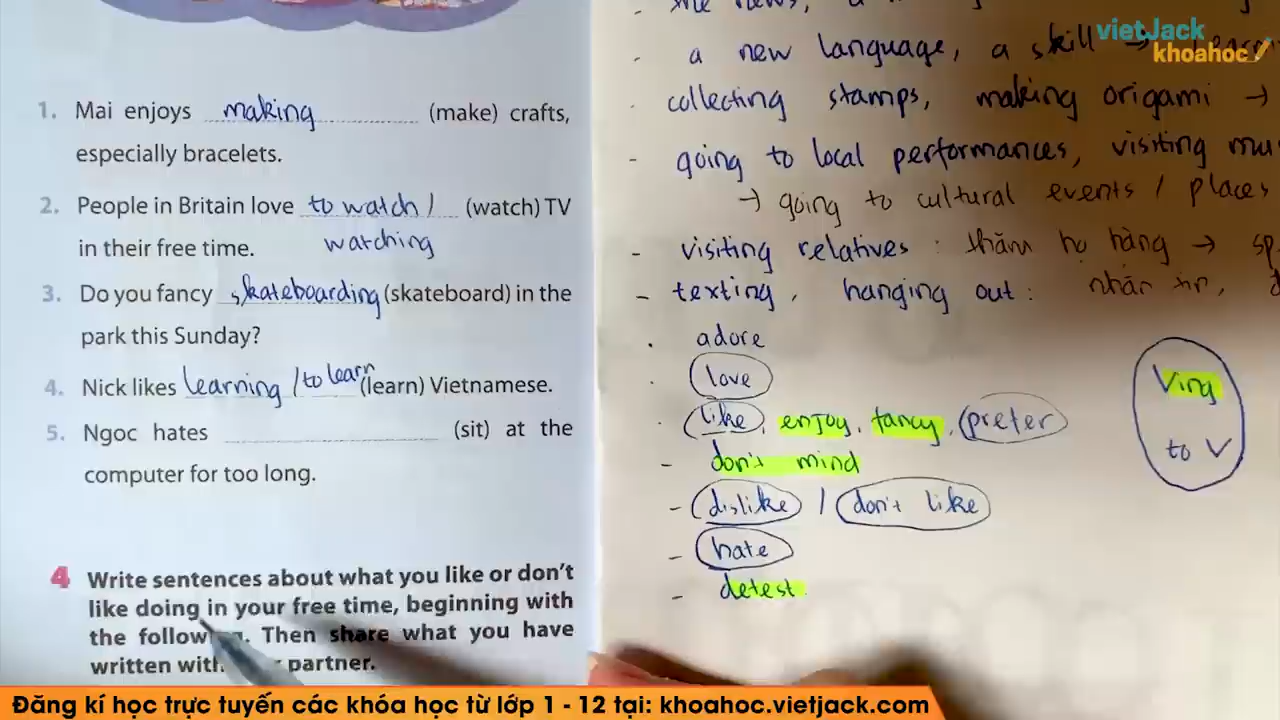 1. Mai enjoys making (make) crafts,
especially bracelets.
2. People in Britain love to watch / (watch) TV
in their free time. watching
3. Do you fancy skateboarding (skateboard) in the
park this Sunday?
4. Nick likes learning / to learn (learn) Vietnamese.
5. Ngoc hates (sit) at the
computer for too long.
4 Write sentences about what you like or don't
like doing in your free time, beginning with
the Then share what you have
written partner.
vietJack
khoahoc
- a new language, a skill →
. collecting stamps, making origami →
- going to local performances, visiting
→ going to cultural events / places
- visiting relatives : thăm họ hàng →
- texting, hanging out : nhắn tin,
. adore
. love
. like, enjoy, fancy, prefer
- don't mind
- dislike / don't like
- hate
- detest
Ving
to V
Đăng kí học trực tuyến các khóa học từ lớp 1 - 12 tại: khoahoc.vietjack.com